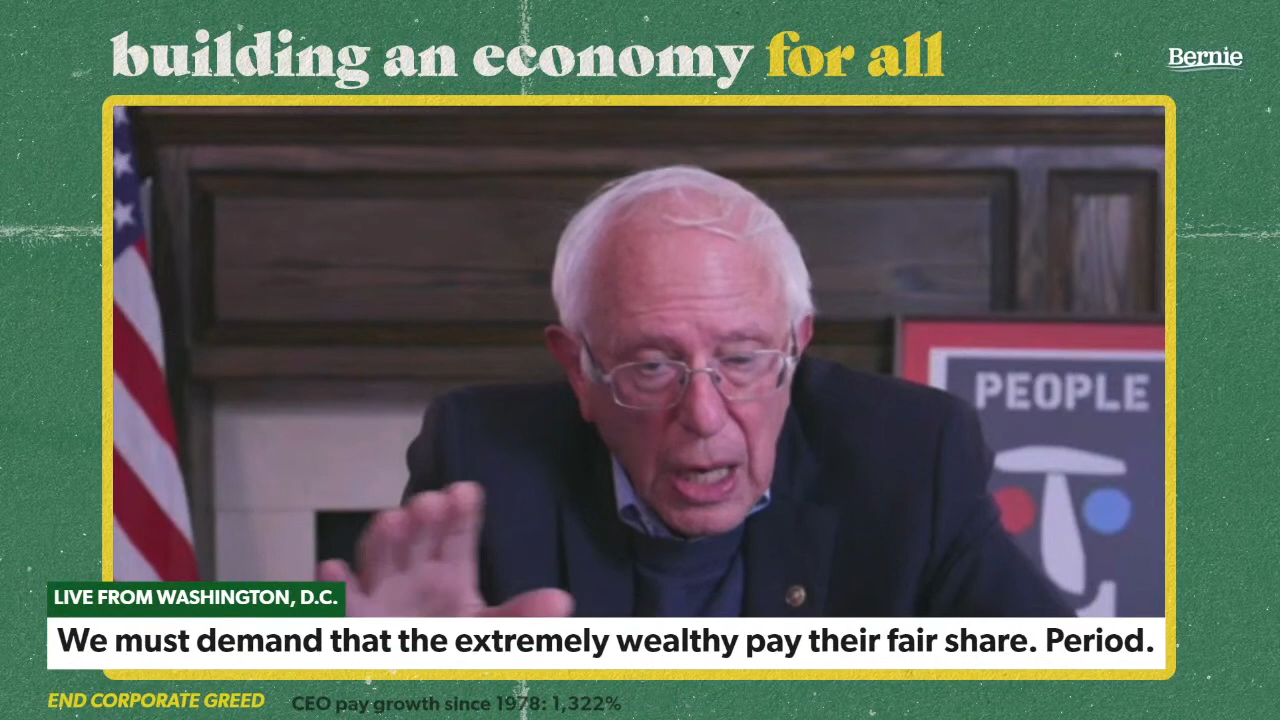 building an economy for all
Bernie
PEOPLE
LIVE FROM WASHINGTON, D.C.
We must demand that the extremely wealthy pay their fair share. Period.
END CORPORATE GREED
CEO pay growth since 1978: 1,322%